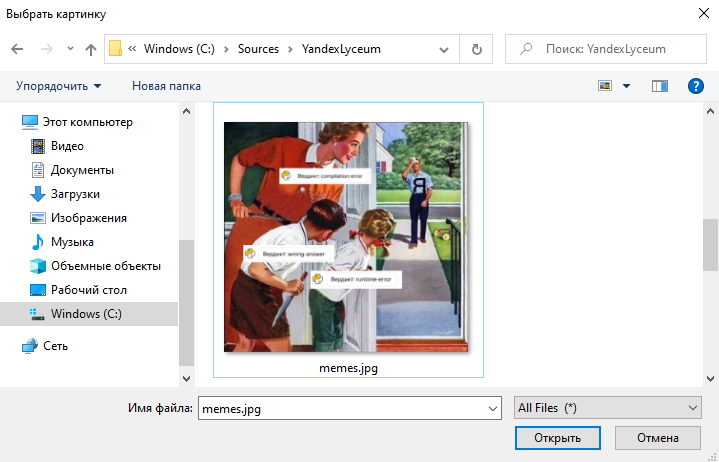 Выбрать картинку
« Windows (C:) › Sources › YandexLyceum
Поиск: YandexLyceum
Упорядочить
Новая папка
Этот компьютер
Видео
Документы
Загрузки
Изображения
Музыка
Объемные объекты
Рабочий стол
Windows (C:)
Сеть
Вердикт: compilation-error
Я
Вердикт: wrong-answer
Вердикт: runtime-error
memes.jpg
Имя файла:
memes.jpg
All Files (*)
Открыть
Отмена